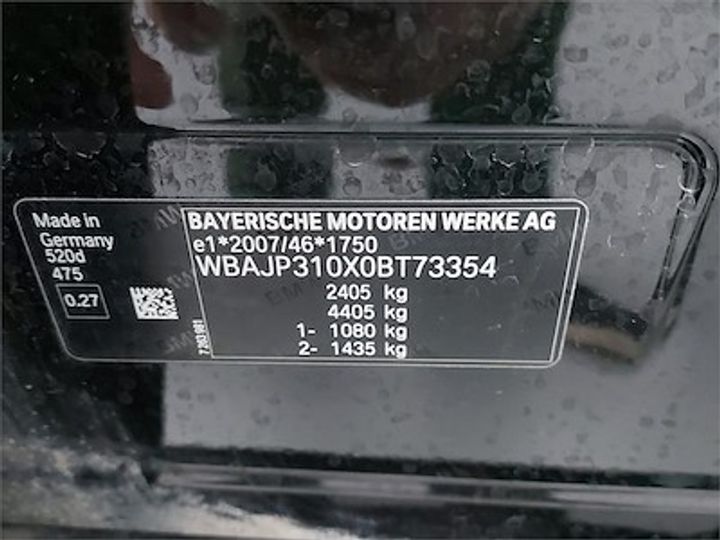 Made in
Germany
520d
475
0.27
BAYERISCHE MOTOREN WERKE AG
e1*2007/46*1750
WBAJP310X0BT73354
2405 kg
4405 kg
1- 1080 kg
2- 1435 kg